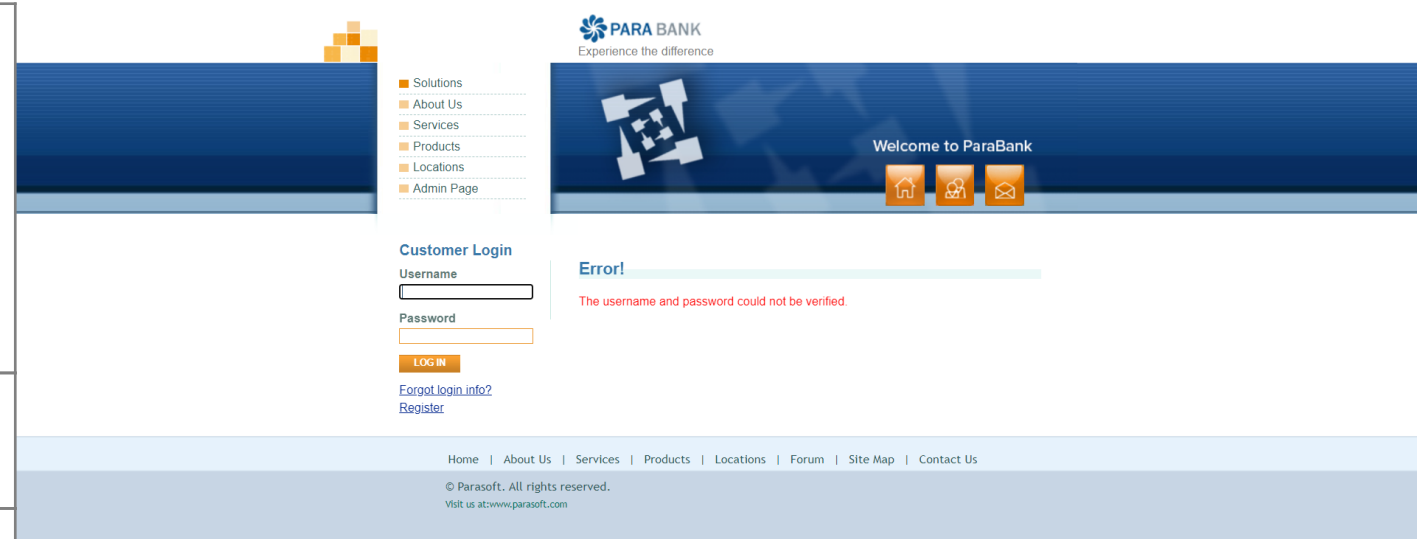 PARA BANK
Experience the difference
Solutions
About Us
Services
Products
Locations
Admin Page
Welcome to ParaBank
Customer Login
Username
Password
LOG IN
Forgot login info?
Register
Error!
The username and password could not be verified.
Home | About Us | Services | Products | Locations | Forum | Site Map | Contact Us
© Parasoft. All rights reserved.
Visit us at:www.parasoft.com